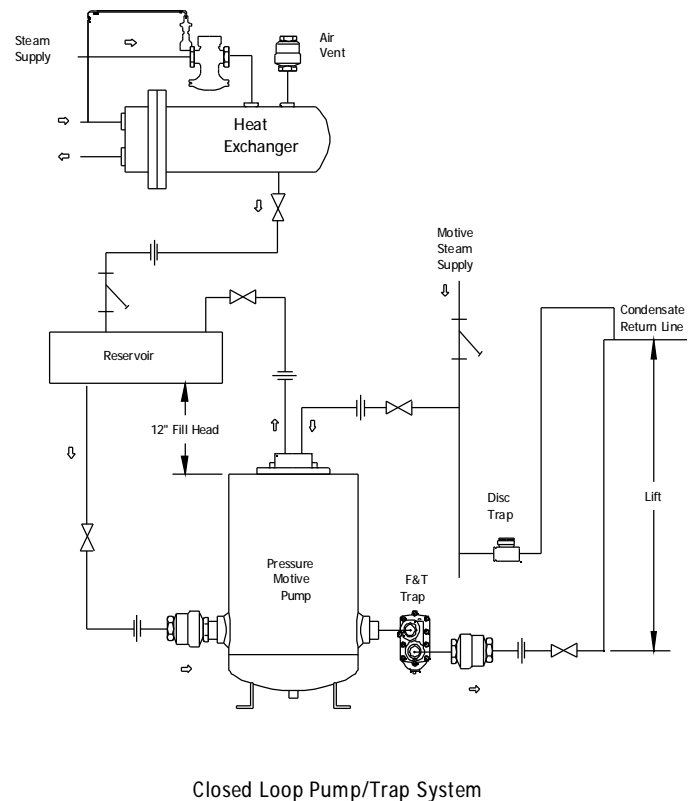 Steam
Supply
Air
Vent
Heat
Exchanger
Motive
Steam
Supply
Condensate
Return Line
Reservoir
12" Fill Head
Disc
Trap
Lift
Pressure
Motive
Pump
F&T
Trap
Closed Loop Pump/Trap System